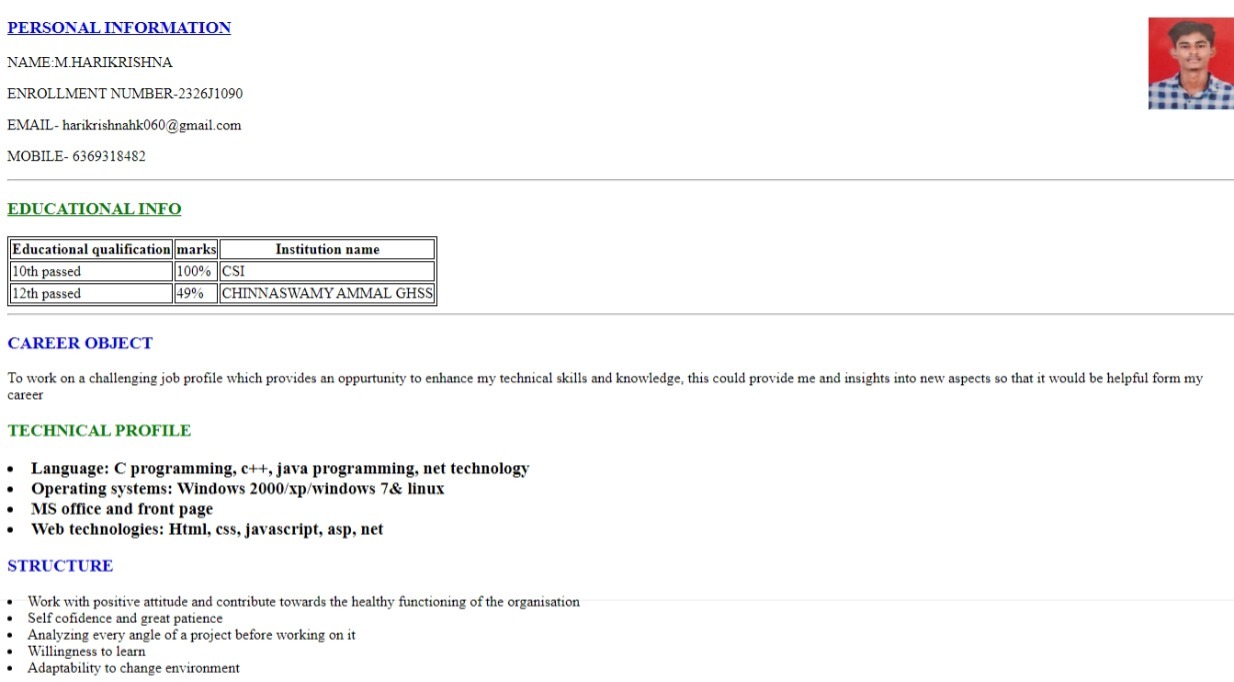 PERSONAL INFORMATION
NAME:M.HARIKRISHNA
ENROLLMENT NUMBER-2326J1090
EMAIL- harikrishnahk060@gmail.com
MOBILE- 6369318482
EDUCATIONAL INFO
Educational qualification marks Institution name
10th passed 100% CSI
12th passed 49% CHINNASWAMY AMMAL GHSS
CAREER OBJECT
To work on a challenging job profile which provides an oppurtunity to enhance my technical skills and knowledge, this could provide me and insights into new aspects so that it would be helpful form my
career
TECHNICAL PROFILE
• Language: C programming, c++, java programming, net technology
• Operating systems: Windows 2000/xp/windows 7& linux
• MS office and front page
• Web technologies: Html, css, javascript, asp, net
STRUCTURE
• Work with positive attitude and contribute towards the healthy functioning of the organisation
• Self cofidence and great patience
• Analyzing every angle of a project before working on it
• Willingness to learn
• Adaptability to change environment